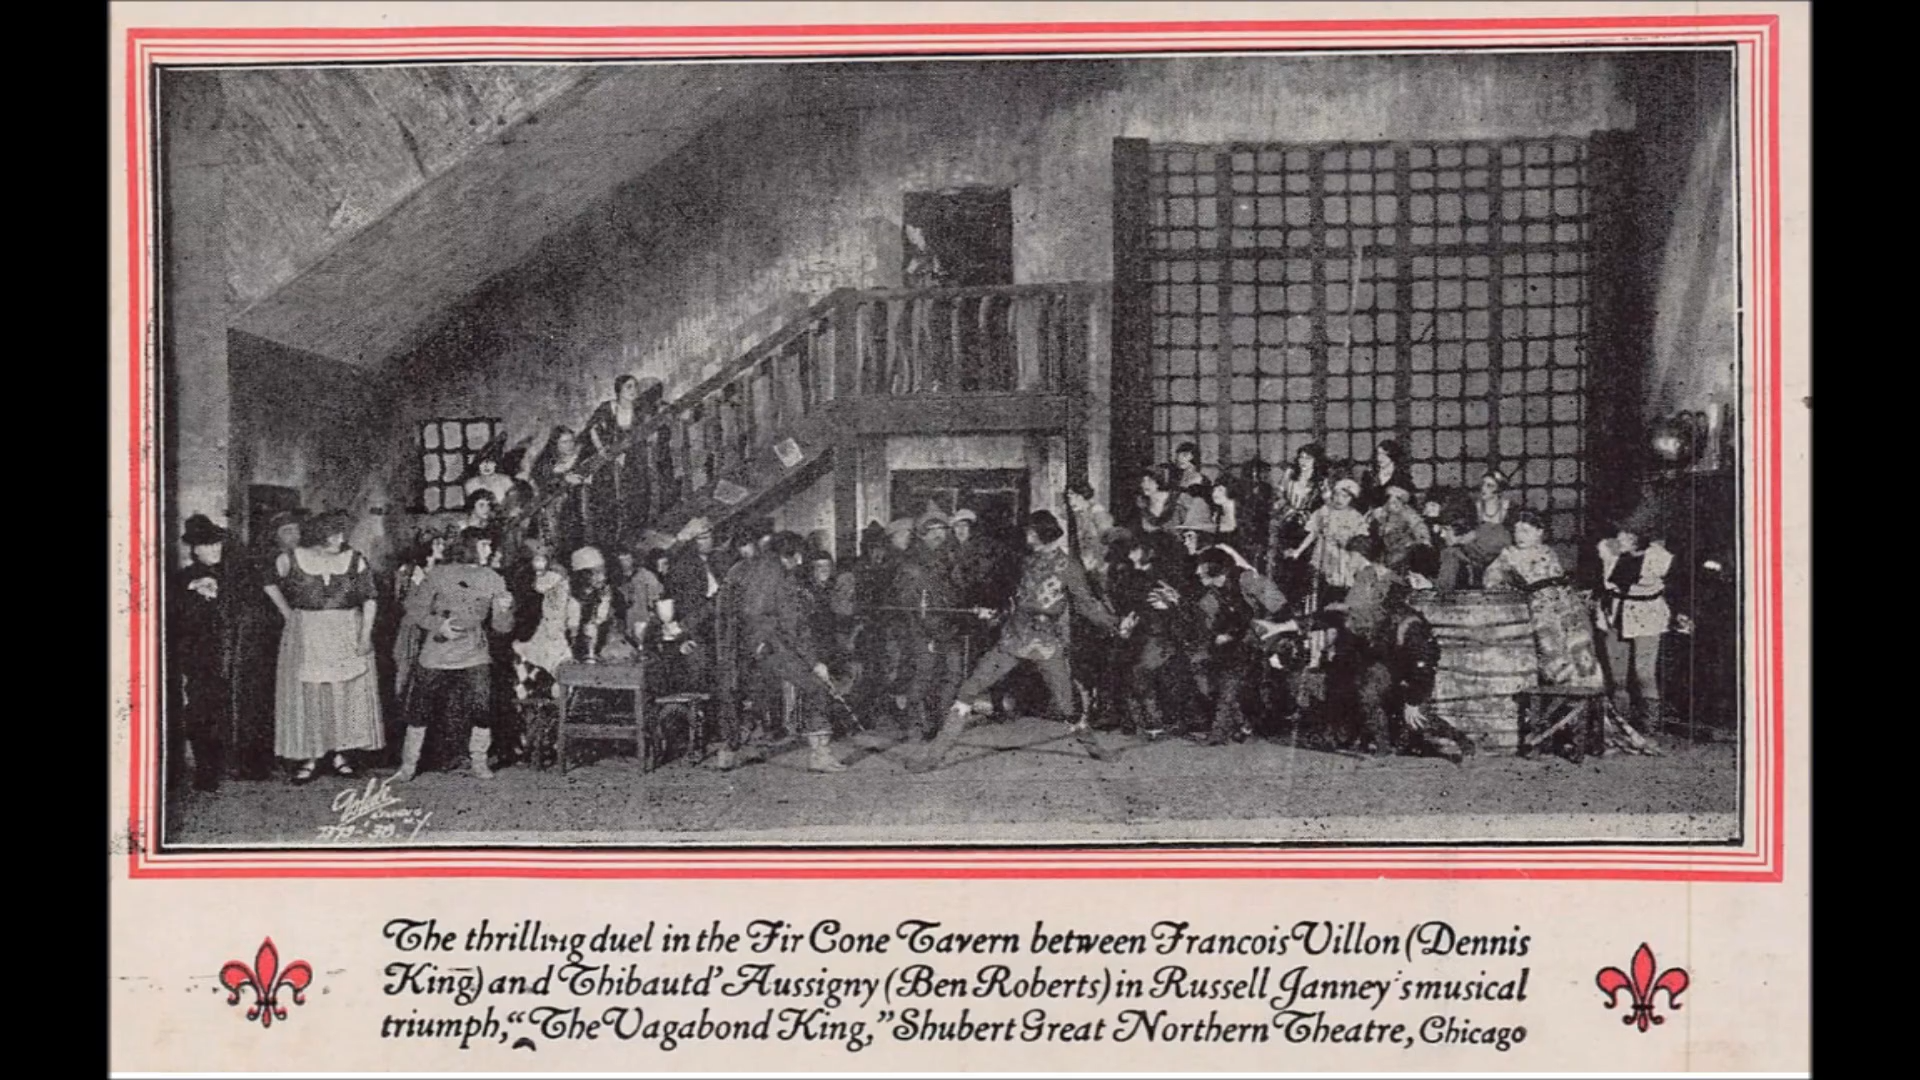 The thrilling duel in the Fir Cone Tavern between Francois Villon (Dennis
King) and Thibaut d'Aussigny (Ben Roberts) in Russell Janney's musical
triumph, "The Vagabond King," Shubert Great Northern Theatre, Chicago